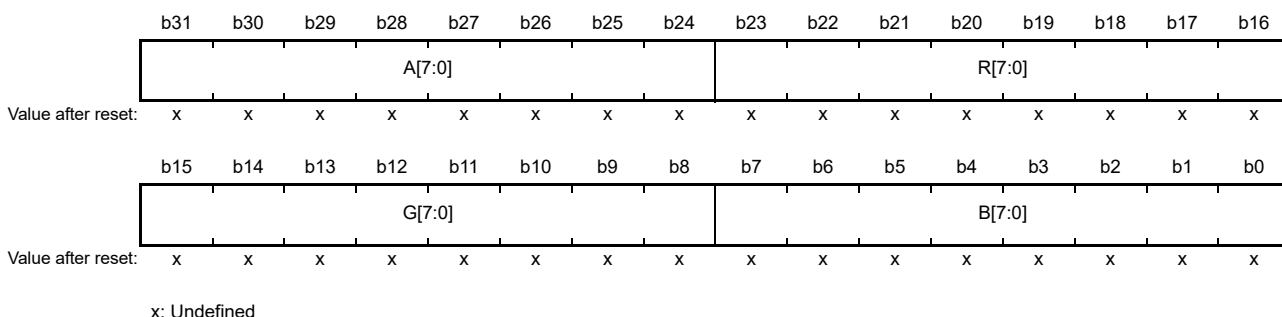 b31 b30 b29 b28 b27 b26 b25 b24 b23 b22 b21 b20 b19 b18 b17 b16
A[7:0] R[7:0]
Value after reset: x x x x x x x x x x x x x x x x
b15 b14 b13 b12 b11 b10 b9 b8 b7 b6 b5 b4 b3 b2 b1 b0
G[7:0] B[7:0]
Value after reset: x x x x x x x x x x x x x x x x
x: Undefined